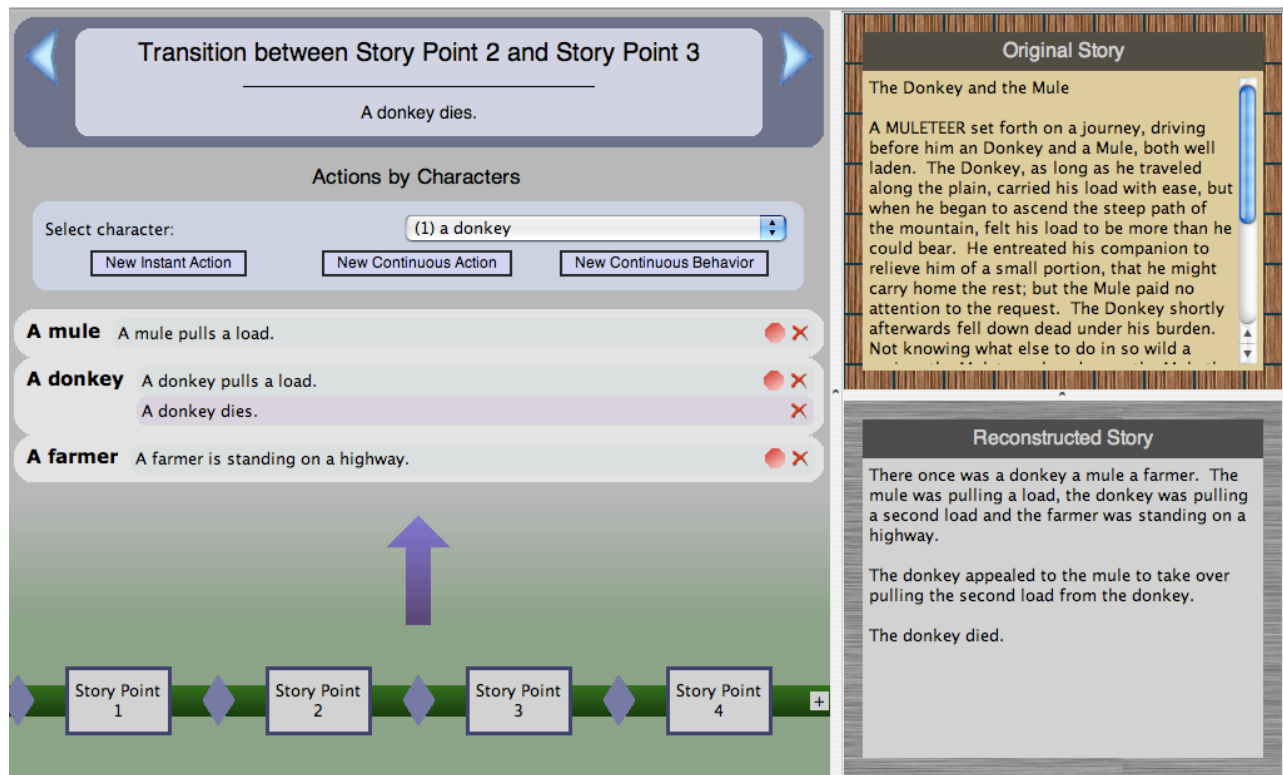 Transition between Story Point 2 and Story Point 3
A donkey dies.
Actions by Characters
Select character:
(1) a donkey
New Instant Action
New Continuous Action
New Continuous Behavior
A mule A mule pulls a load.
A donkey A donkey pulls a load.
A donkey dies.
A farmer A farmer is standing on a highway.
Story Point
1
Story Point
2
Story Point
3
Story Point
4
+
Original Story
The Donkey and the Mule
A MULETEER set forth on a journey, driving
before him an Donkey and a Mule, both well
laden. The Donkey, as long as he traveled
along the plain, carried his load with ease, but
when he began to ascend the steep path of
the mountain, felt his load to be more than he
could bear. He entreated his companion to
relieve him of a small portion, that he might
carry home the rest; but the Mule paid no
attention to the request. The Donkey shortly
afterwards fell down dead under his burden.
Not knowing what else to do in so wild a
Reconstructed Story
There once was a donkey a mule a farmer. The
mule was pulling a load, the donkey was pulling
a second load and the farmer was standing on a
highway.
The donkey appealed to the mule to take over
pulling the second load from the donkey.
The donkey died.